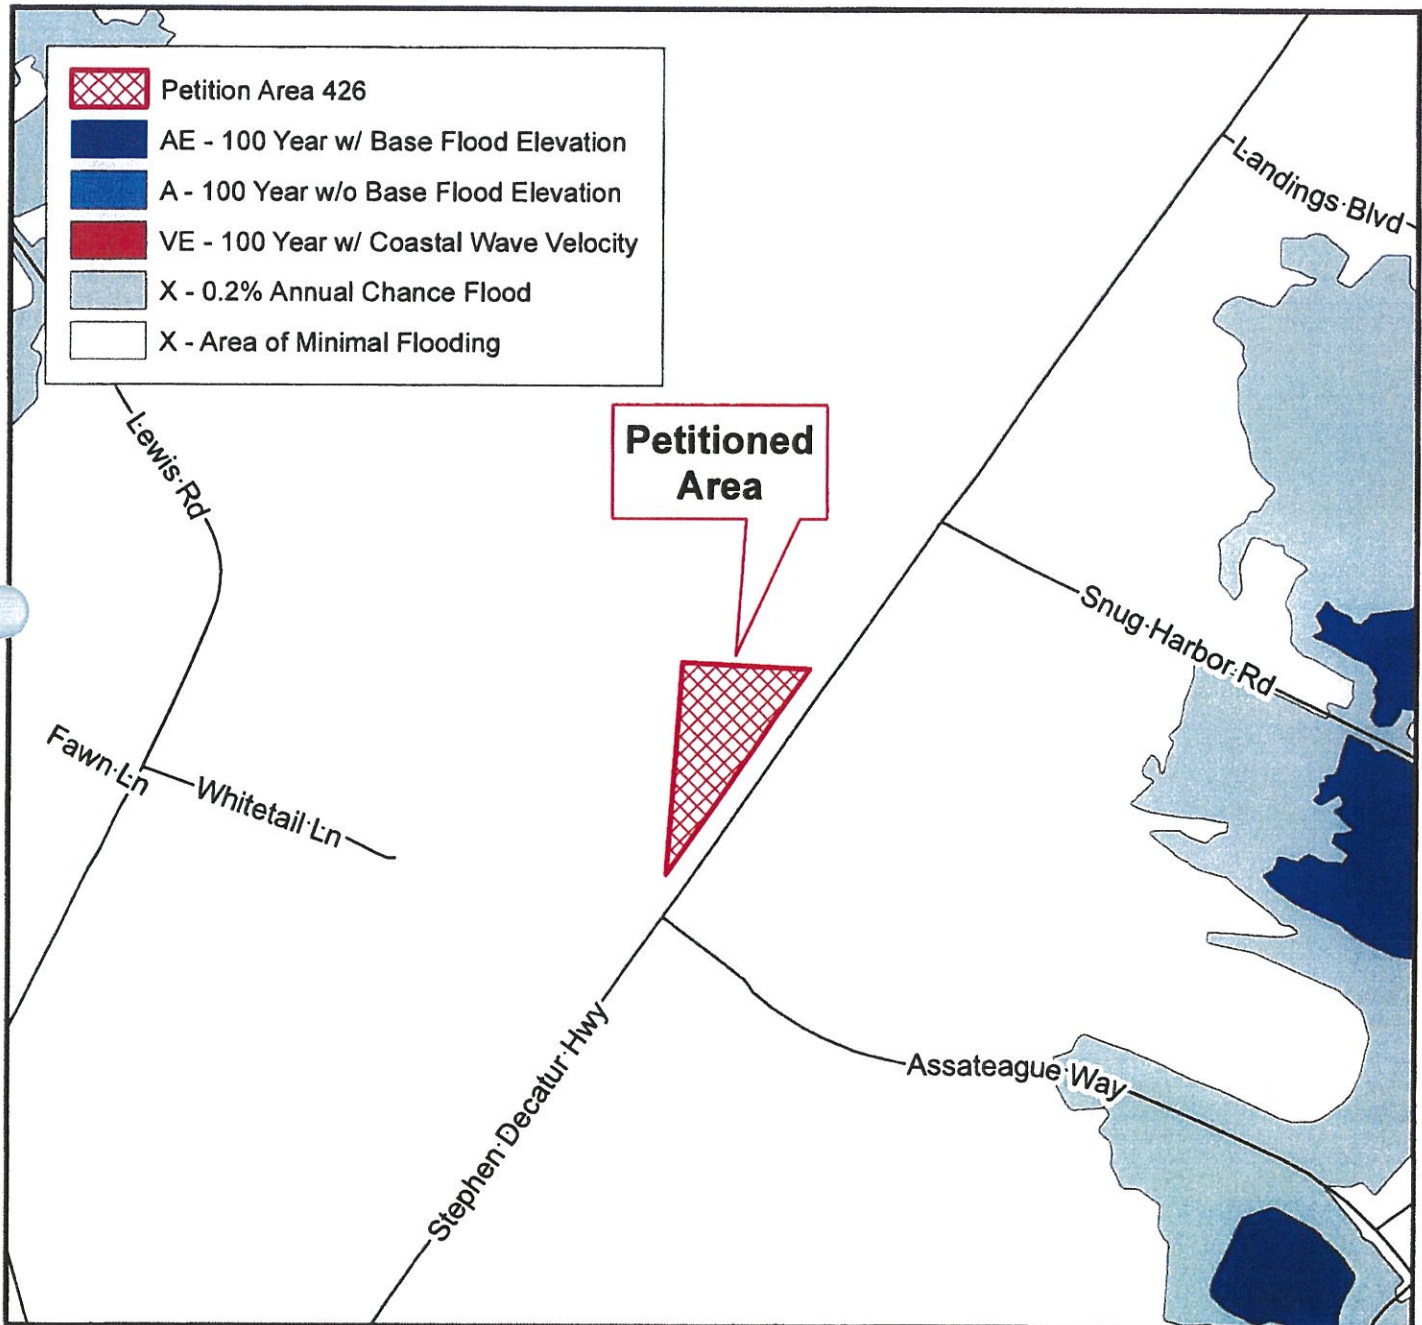 Petition Area 426
AE - 100 Year w/ Base Flood Elevation
A - 100 Year w/o Base Flood Elevation
VE - 100 Year w/ Coastal Wave Velocity
X - 0.2% Annual Chance Flood
X - Area of Minimal Flooding
Landings Blvd
Lewis Rd
Petitioned
Area
Snug Harbor Rd
Fawn Ln
Whitetail Ln
Stephen Decatur Hwy
Assateague Way